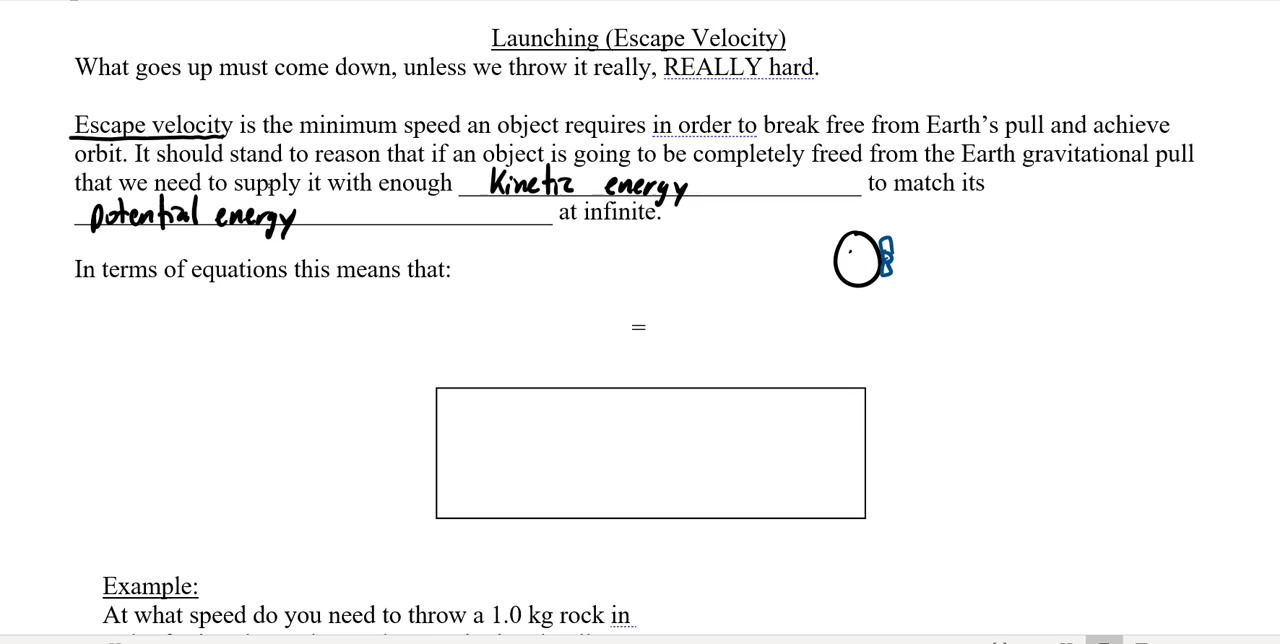 Launching (Escape Velocity)
What goes up must come down, unless we throw it really, REALLY hard.
Escape velocity is the minimum speed an object requires in order to break free from Earth's pull and achieve
orbit. It should stand to reason that if an object is going to be completely freed from the Earth gravitational pull
that we need to supply it with enough Kinetic energy to match its
potential energy at infinite.
In terms of equations this means that:
=
Example:
At what speed do you need to throw a 1.0 kg rock in